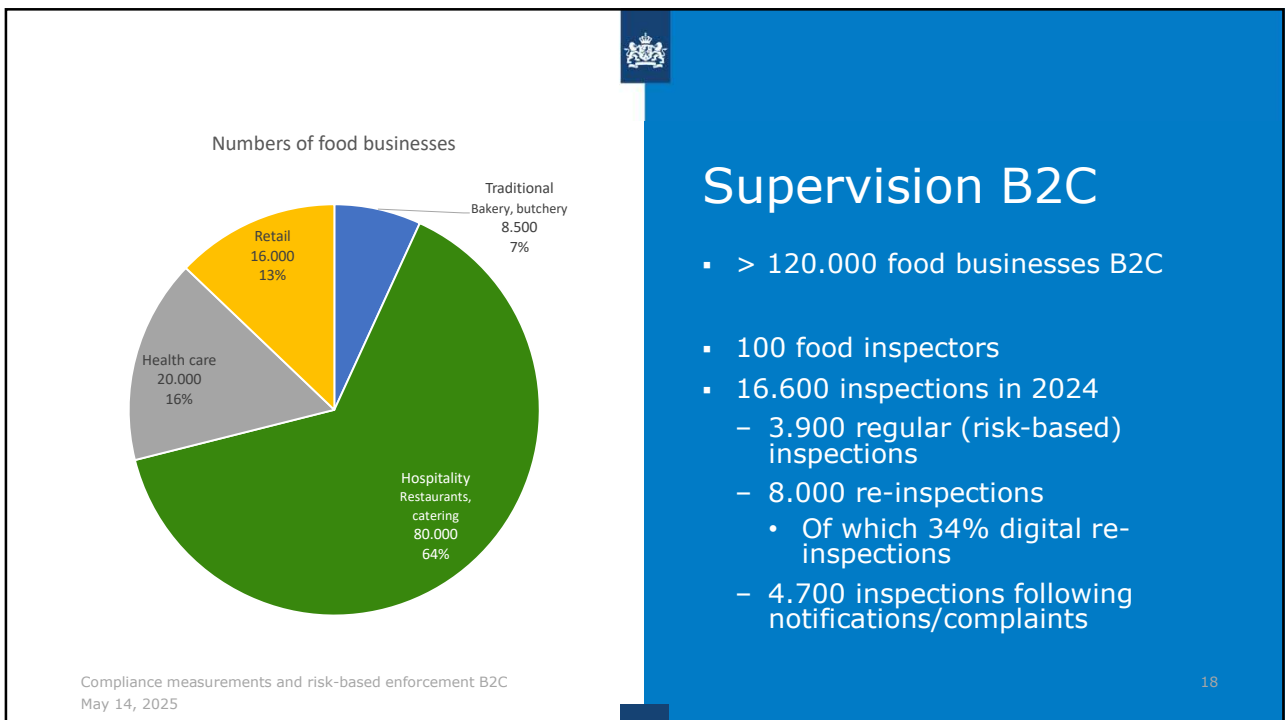 Numbers of food businesses
Traditional
Bakery, butchery
8.500
7%
Retail
16.000
13%
Health care
20.000
16%
Hospitality
Restaurants,
catering
80.000
64%
Supervision B2C
▪ > 120.000 food businesses B2C
▪ 100 food inspectors
▪ 16.600 inspections in 2024
– 3.900 regular (risk-based)
inspections
– 8.000 re-inspections
• Of which 34% digital re-
inspections
– 4.700 inspections following
notifications/complaints
Compliance measurements and risk-based enforcement B2C
May 14, 2025
18